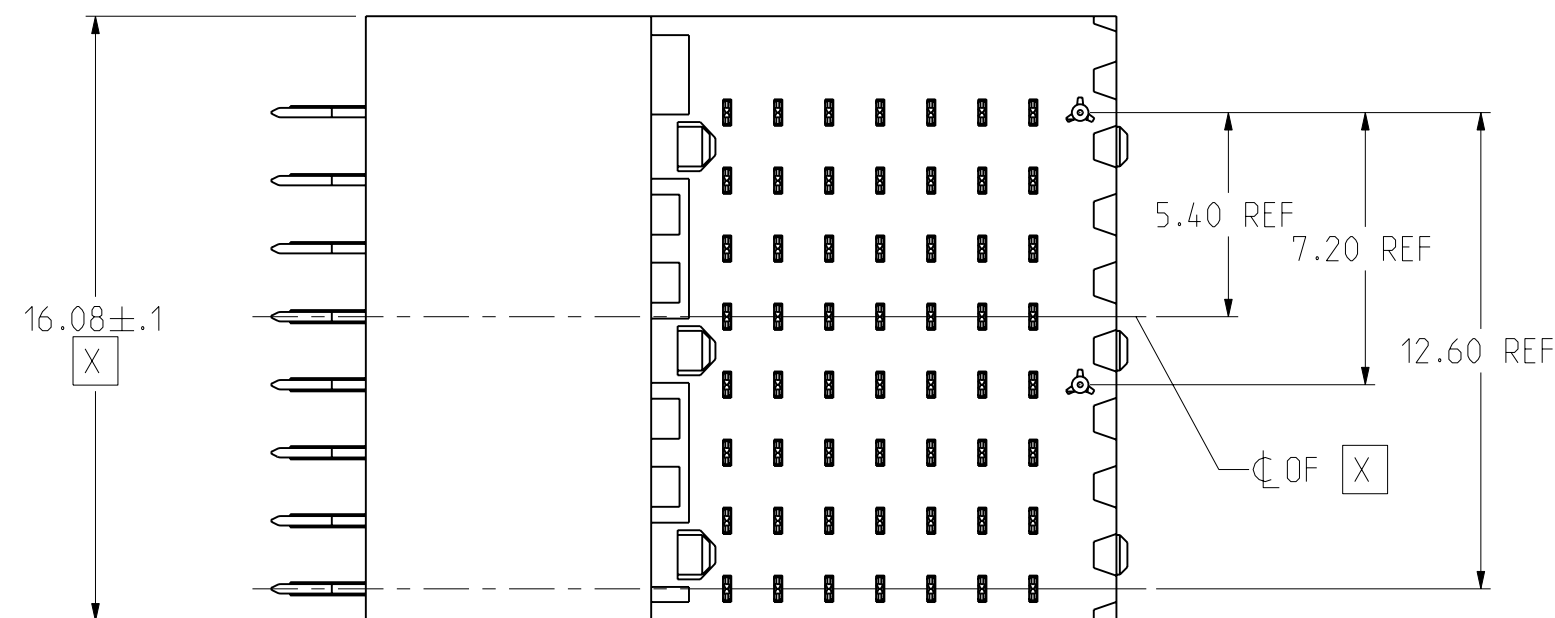 5.40 REF
7.20 REF
16.08±.1
X
12.60 REF
℄ OF X